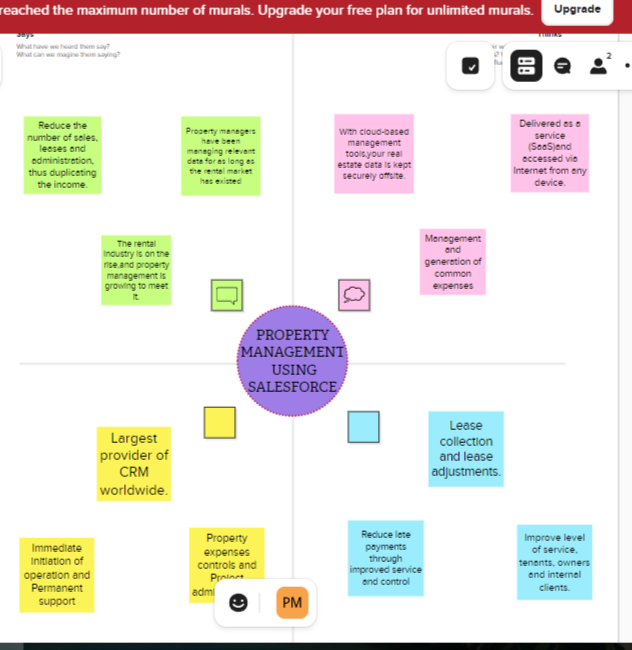 reached the maximum number of murals. Upgrade your free plan for unlimited murals.
Upgrade
Says
What have we heard them say?
What can we magine them saying?
Thinks
2
Reduce the
number of sales,
leases and
administration,
thus duplicating
the income.
Property managers
have been
managing relevant
data for as long as
the rental market
has existed
With cloud-based
management
tools,your real
estate data is kept
securely offsite.
Delivered as a
service
(SaaS)and
accessed via
Internet from any
device.
The rental
industry is on the
rise,and property
management is
growing to meet
it.
Management
and
generation of
common
expenses
PROPERTY
MANAGEMENT
USING
SALESFORCE
Largest
provider of
CRM
worldwide.
Lease
collection
and lease
adjustments.
Immediate
initiation of
operation and
Permanent
support
Property
expenses
controls and
Project
Reduce late
payments
through
improved service
and control
Improve level
of service,
tenants, owners
and internal
clients.
PM